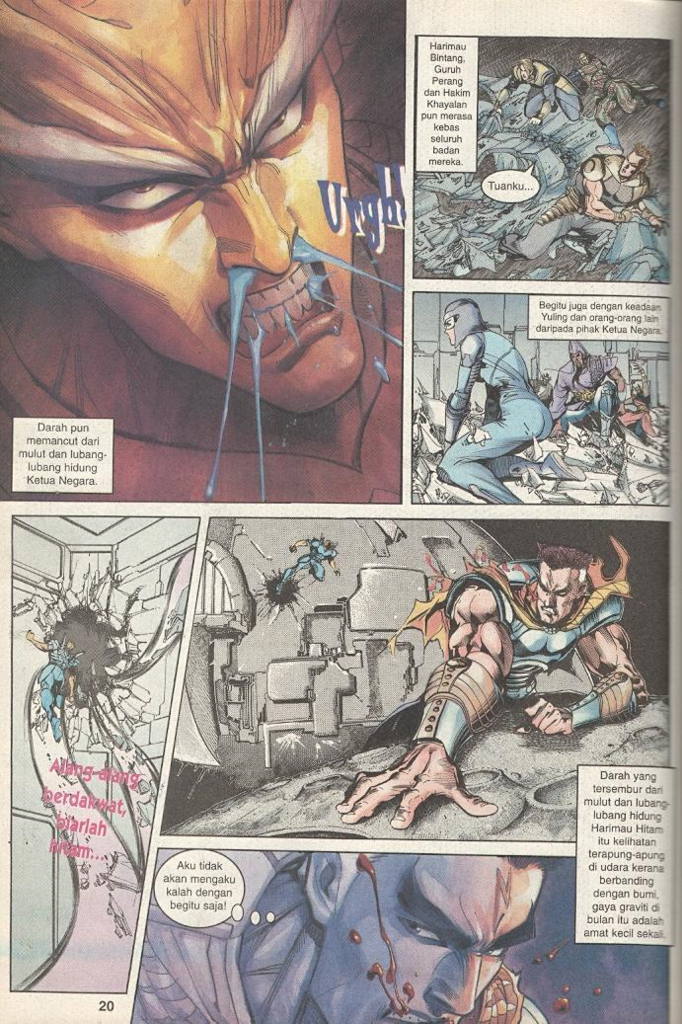 Urgh!
Darah pun
memancut dari
mulut dan lubang-
lubang hidung
Ketua Negara.
Harimau
Bintang,
Guruh
Perang
dan Hakim
Khayalan
pun merasa
kebas
seluruh
badan
mereka.
Tuanku...
Begitu juga dengan keadaan
Yuling dan orang-orang lain
daripada pihak Ketua Negara.
Alang-alang
berdakwat,
biarlah
hitam...
Darah yang
tersembur dari
mulut dan lubang-
lubang hidung
Harimau Hitam
itu kelihatan
terapung-apung
di udara kerana
berbanding
dengan bumi,
gaya graviti di
bulan itu adalah
amat kecil sekali.
Aku tidak
akan mengaku
kalah dengan
begitu saja!
20